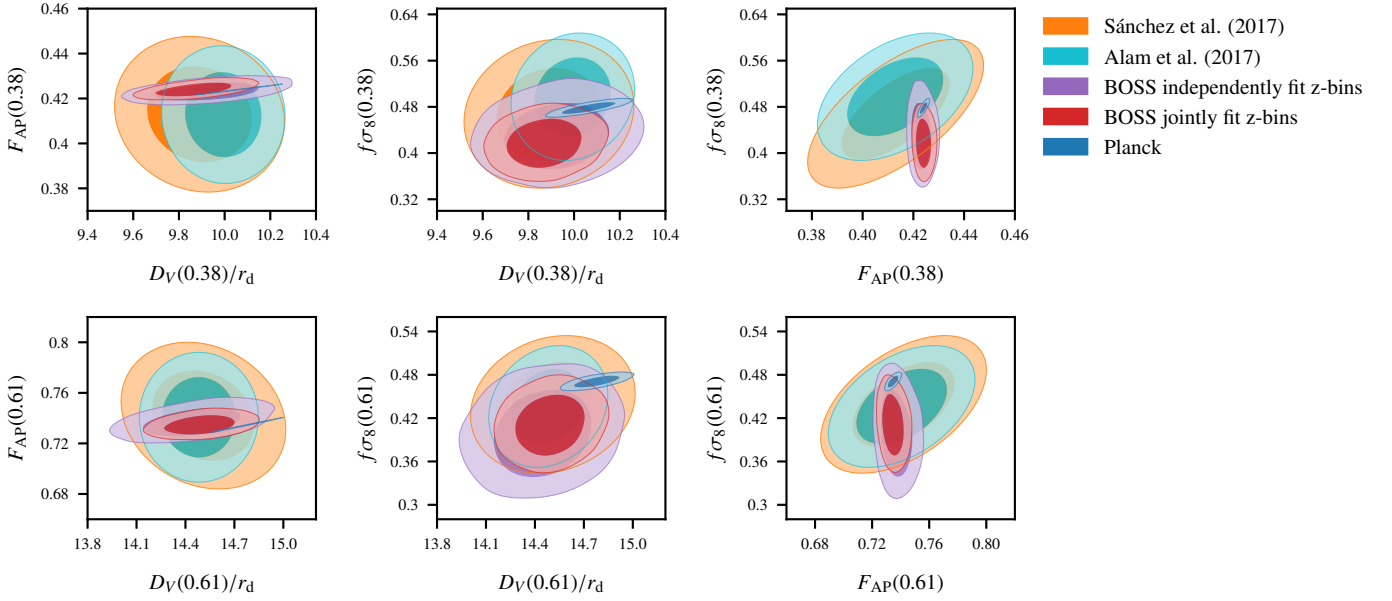 0.46
0.44
0.42
0.40
0.38
F_AP(0.38)
9.4 9.6 9.8 10.0 10.2 10.4
D_V(0.38)/r_d
0.64
0.56
0.48
0.40
0.32
fσ_8(0.38)
9.4 9.6 9.8 10.0 10.2 10.4
D_V(0.38)/r_d
0.64
0.56
0.48
0.40
0.32
fσ_8(0.38)
0.38 0.40 0.42 0.44 0.46
F_AP(0.38)
Sánchez et al. (2017)
Alam et al. (2017)
BOSS independently fit z-bins
BOSS jointly fit z-bins
Planck
0.8
0.76
0.72
0.68
F_AP(0.61)
13.8 14.1 14.4 14.7 15.0
D_V(0.61)/r_d
0.54
0.48
0.42
0.36
0.3
fσ_8(0.61)
13.8 14.1 14.4 14.7 15.0
D_V(0.61)/r_d
0.54
0.48
0.42
0.36
0.3
fσ_8(0.61)
0.68 0.72 0.76 0.80
F_AP(0.61)